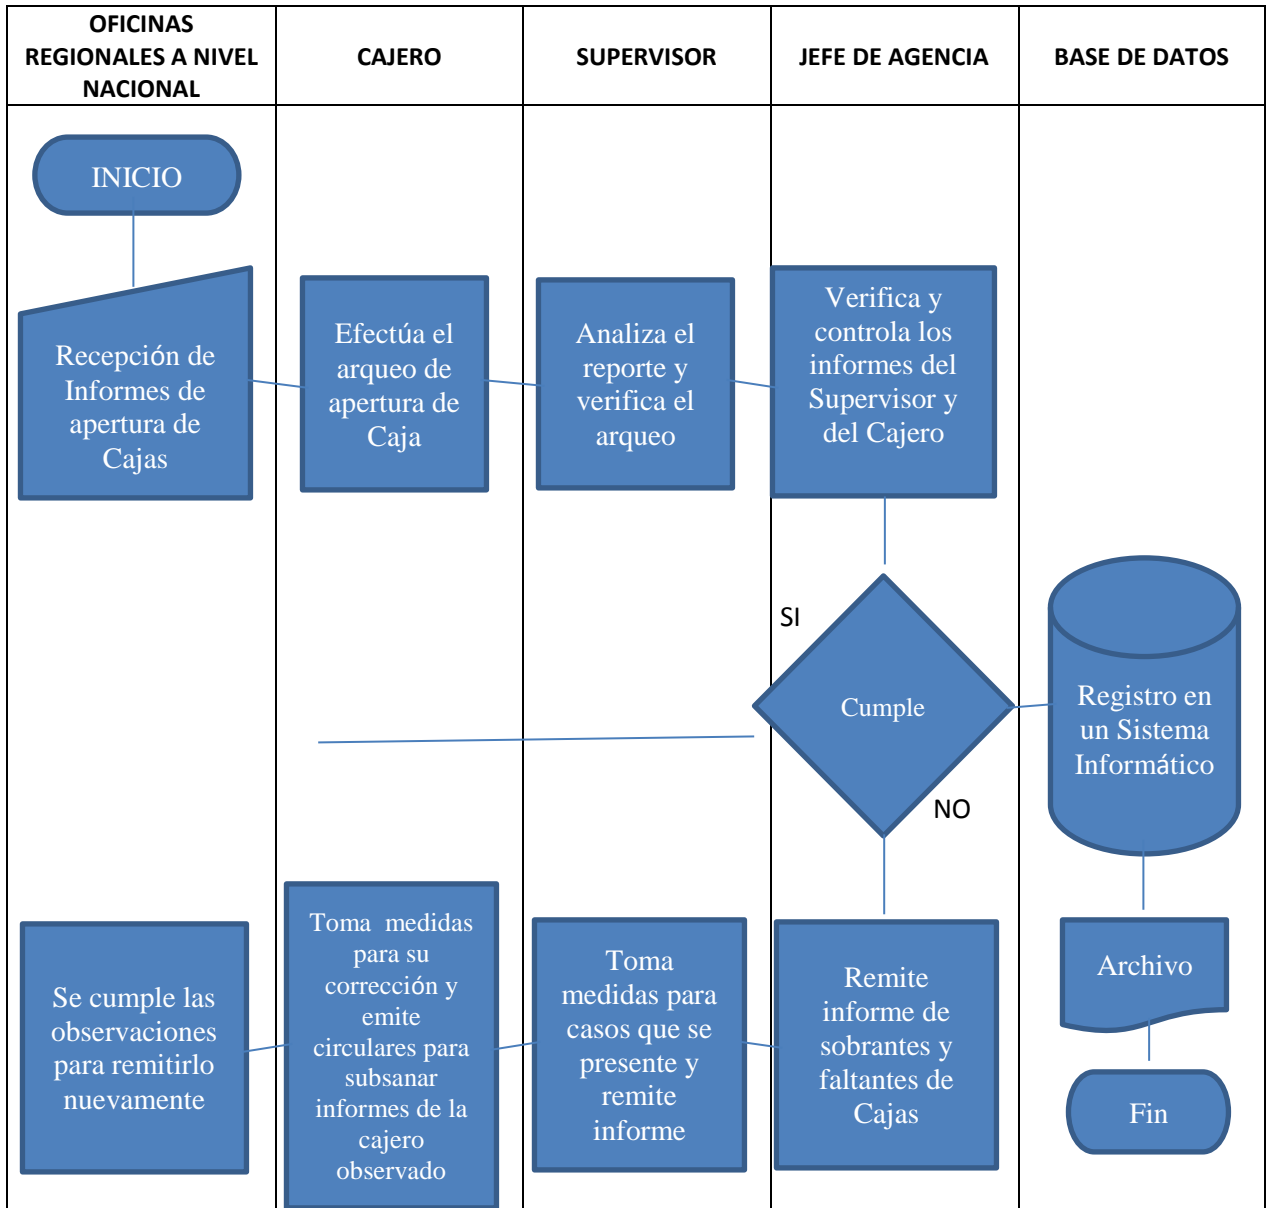 OFICINAS
REGIONALES A NIVEL
NACIONAL
CAJERO
SUPERVISOR
JEFE DE AGENCIA
BASE DE DATOS
INICIO
Recepción de
Informes de
apertura de
Cajas
Efectúa el
arqueo de
apertura de
Caja
Analiza el
reporte y
verifica el
arqueo
Verifica y
controla los
informes del
Supervisor y
del Cajero
SI
Cumple
NO
Registro en
un Sistema
Informático
Se cumple las
observaciones
para remitirlo
nuevamente
Toma medidas
para su
corrección y
emite
circulares para
subsanar
informes de la
cajero
observado
Toma
medidas para
casos que se
presente y
remite
informe
Remite
informe de
sobrantes y
faltantes de
Cajas
Archivo
Fin